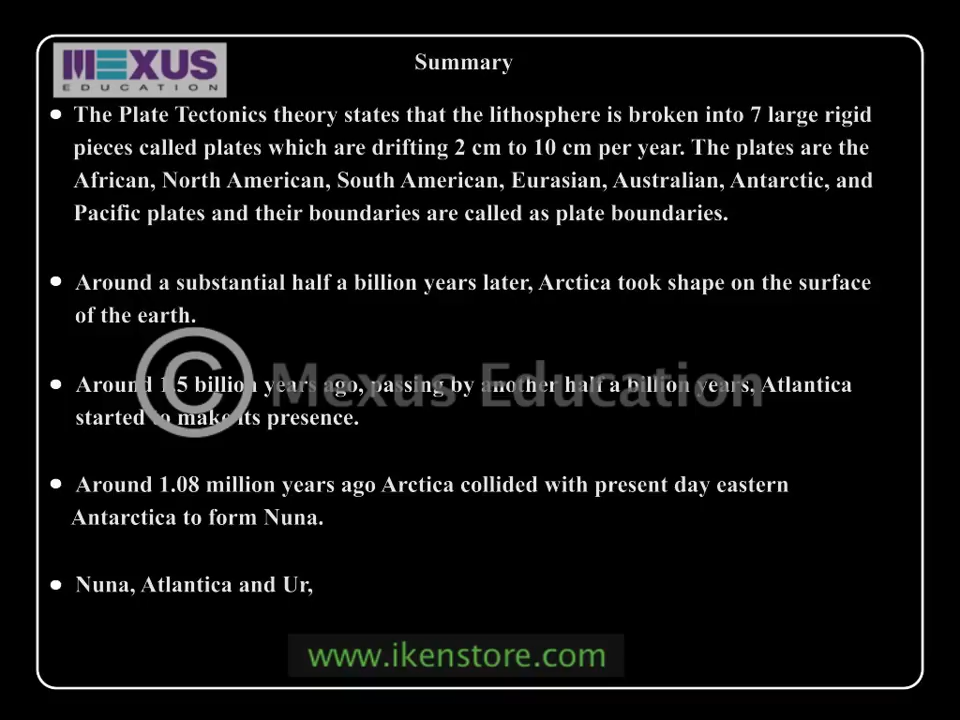 MEXUS
EDUCATION
Summary
• The Plate Tectonics theory states that the lithosphere is broken into 7 large rigid
pieces called plates which are drifting 2 cm to 10 cm per year. The plates are the
African, North American, South American, Eurasian, Australian, Antarctic, and
Pacific plates and their boundaries are called as plate boundaries.
• Around a substantial half a billion years later, Arctica took shape on the surface
of the earth.
© Mexus Education
• Around 1.5 billion years ago, passing by another half a billion years, Atlantica
started to make its presence.
• Around 1.08 million years ago Arctica collided with present day eastern
Antarctica to form Nuna.
• Nuna, Atlantica and Ur,
www.ikenstore.com